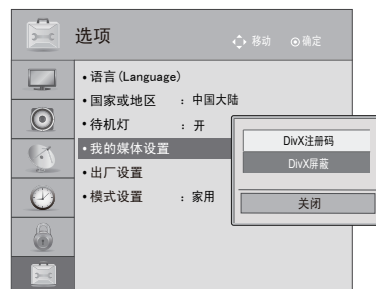 选项
移动 ⊙确定
•语言(Language)
•国家或地区 ：中国大陆
•待机灯 ：开
•我的媒体设置
•出厂设置
•模式设置 ：家用
DivX注册码
DivX屏蔽
关闭